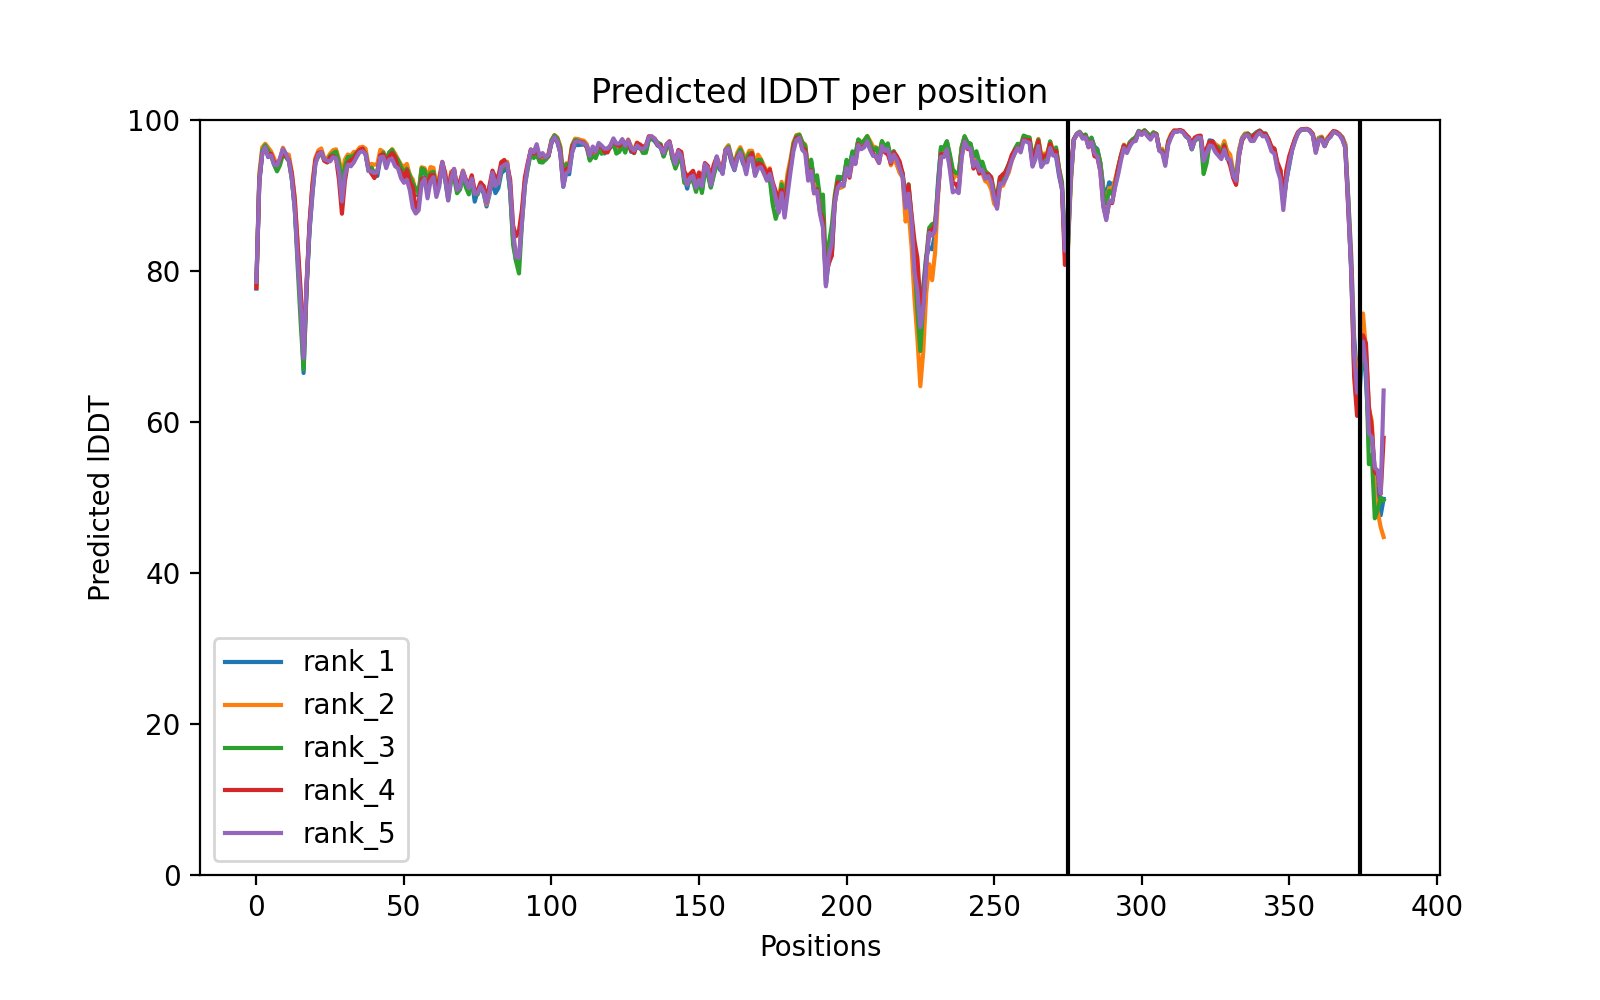 Predicted lDDT per position
100
80
60
40
20
0
Predicted lDDT
rank_1
rank_2
rank_3
rank_4
rank_5
0 50 100 150 200 250 300 350 400
Positions